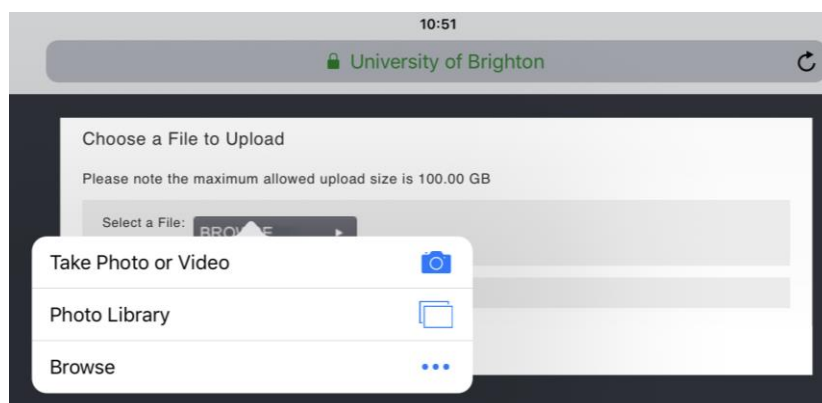 10:51
University of Brighton
Choose a File to Upload
Please note the maximum allowed upload size is 100.00 GB
Select a File:
Take Photo or Video
Photo Library
Browse